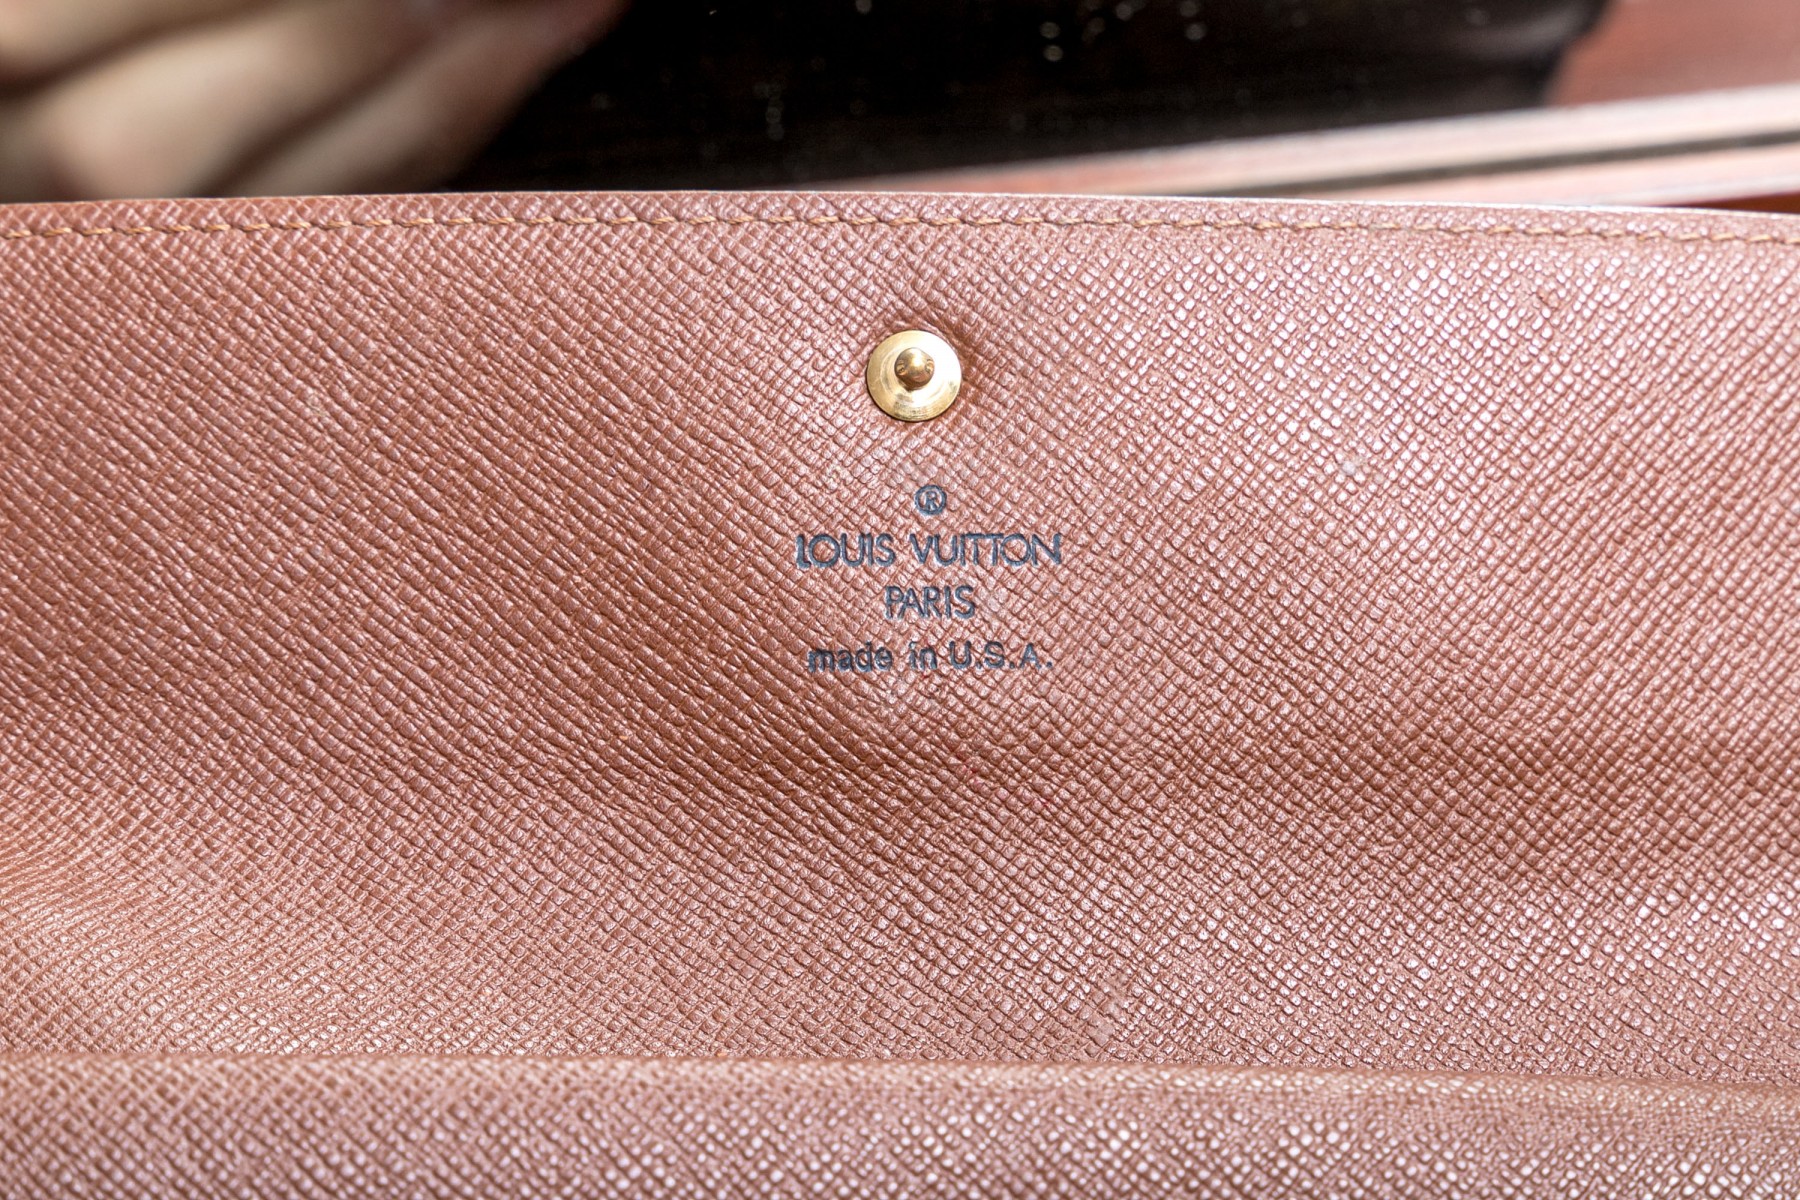 ®
LOUIS VUITTON
PARIS
made in U.S.A.